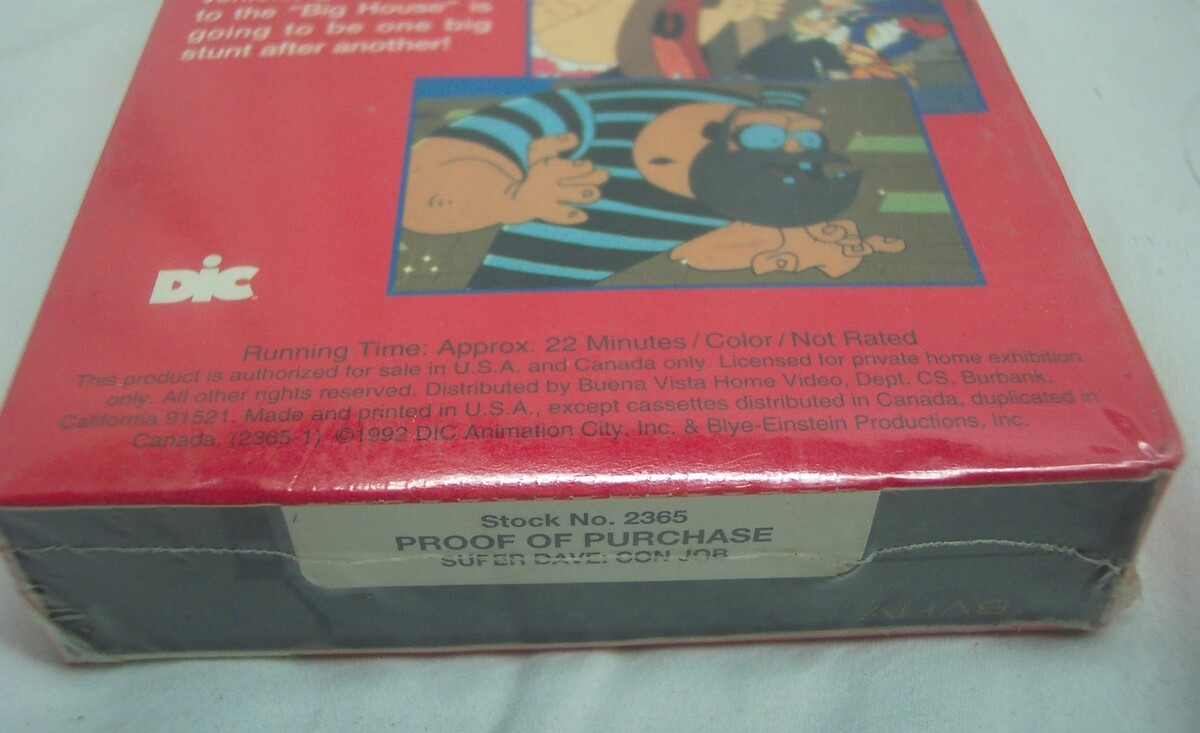 to the "Big House" is
going to be one big
stunt after another!
U
DIC
Running Time: Approx. 22 Minutes / Color / Not Rated
This product is authorized for sale in U.S.A. and Canada only. Licensed for private home exhibition
only. All other rights reserved. Distributed by Buena Vista Home Video, Dept. CS, Burbank,
California 91521. Made and printed in U.S.A., except cassettes distributed in Canada, duplicated in
Canada. (2365-1) ©1992 DIC Animation City, Inc. & Blye-Einstein Productions, Inc.
Stock No. 2365
PROOF OF PURCHASE
SUPER DAVE: CON JOB